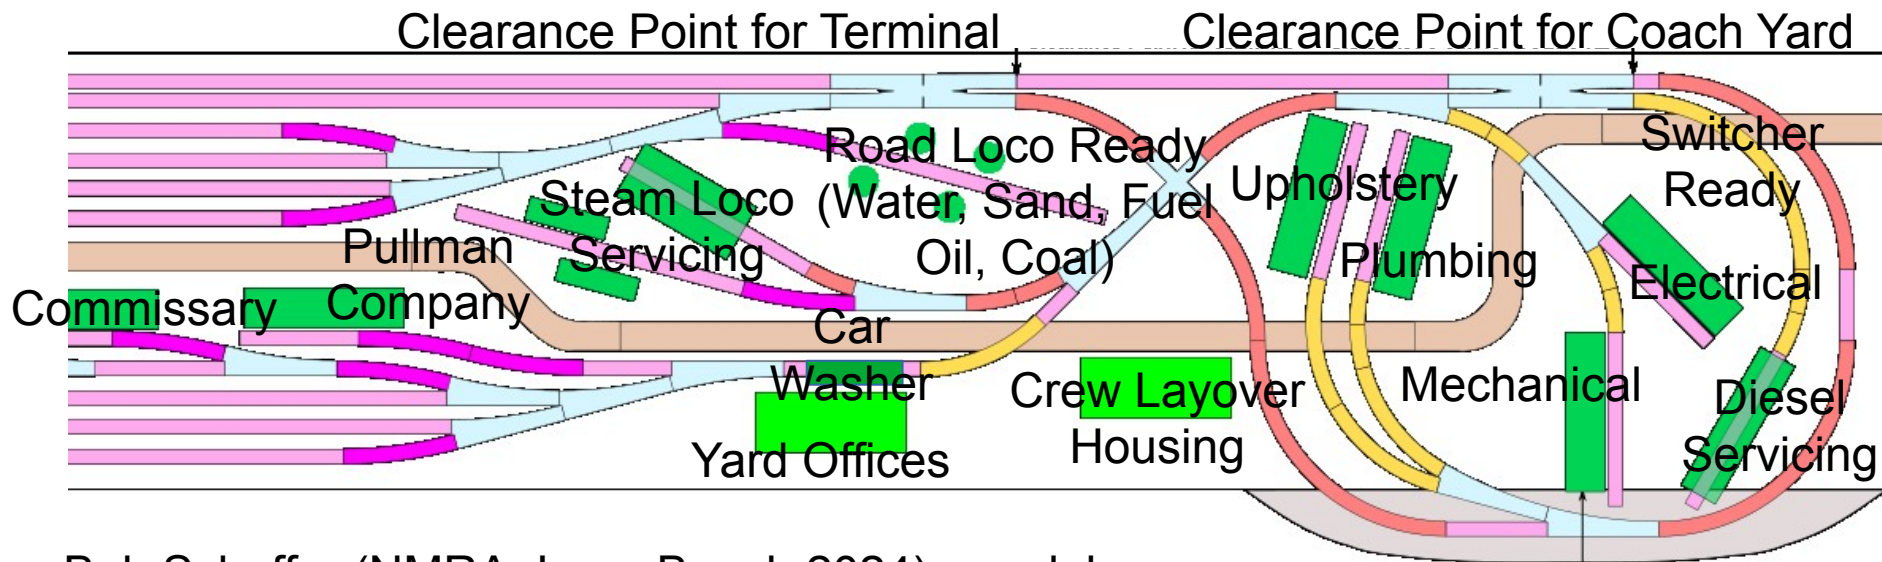 Clearance Point for Terminal
Clearance Point for Coach Yard
Road Loco Ready
(Water, Sand, Fuel
Oil, Coal)
Switcher
Ready
Steam Loco
Servicing
Upholstery
Plumbing
Pullman
Company
Commissary
Electrical
Car
Washer
Crew Layover
Housing
Mechanical
Diesel
Servicing
Yard Offices